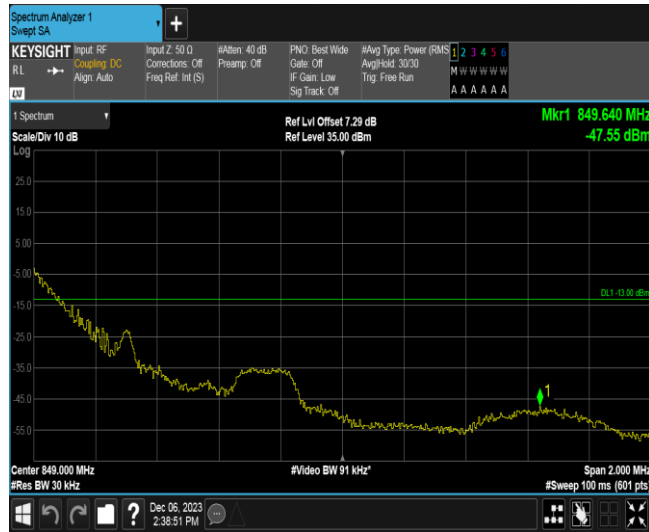 Spectrum Analyzer 1
Swept SA
+
KEYSIGHT Input: RF Input Z: 50 Ω #Atten: 40 dB PNO: Best Wide #Avg Type: Power (RMS 1 2 3 4 5 6
RL Coupling: DC Corrections: Off Preamp: Off Gate: Off Avg|Hold: 30/30 M W W W W W
Align: Auto Freq Ref: Int (S) IF Gain: Low Trig: Free Run
LXI Sig Track: Off A A A A A A
1 Spectrum Ref Lvl Offset 7.29 dB Mkr1 849.640 MHz
Scale/Div 10 dB Ref Level 35.00 dBm -47.55 dBm
Log
25.0
15.0
5.00
-5.00
DL1 -13.00 dBm
-15.0
-25.0
-35.0
-45.0
1
-55.0
Center 849.000 MHz #Video BW 91 kHz* Span 2.000 MHz
#Res BW 30 kHz #Sweep 100 ms (601 pts)
? Dec 06, 2023
2:38:51 PM